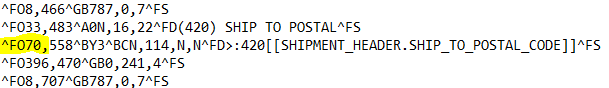 ^FO8,466^GB787,0,7^FS
^FO33,483^A0N,16,22^FD(420) SHIP TO POSTAL^FS
^FO70,558^BY3^BCN,114,N,N^FD>:420[[SHIPMENT_HEADER.SHIP_TO_POSTAL_CODE]]^FS
^FO396,470^GB0,241,4^FS
^FO8,707^GB787,0,7^FS